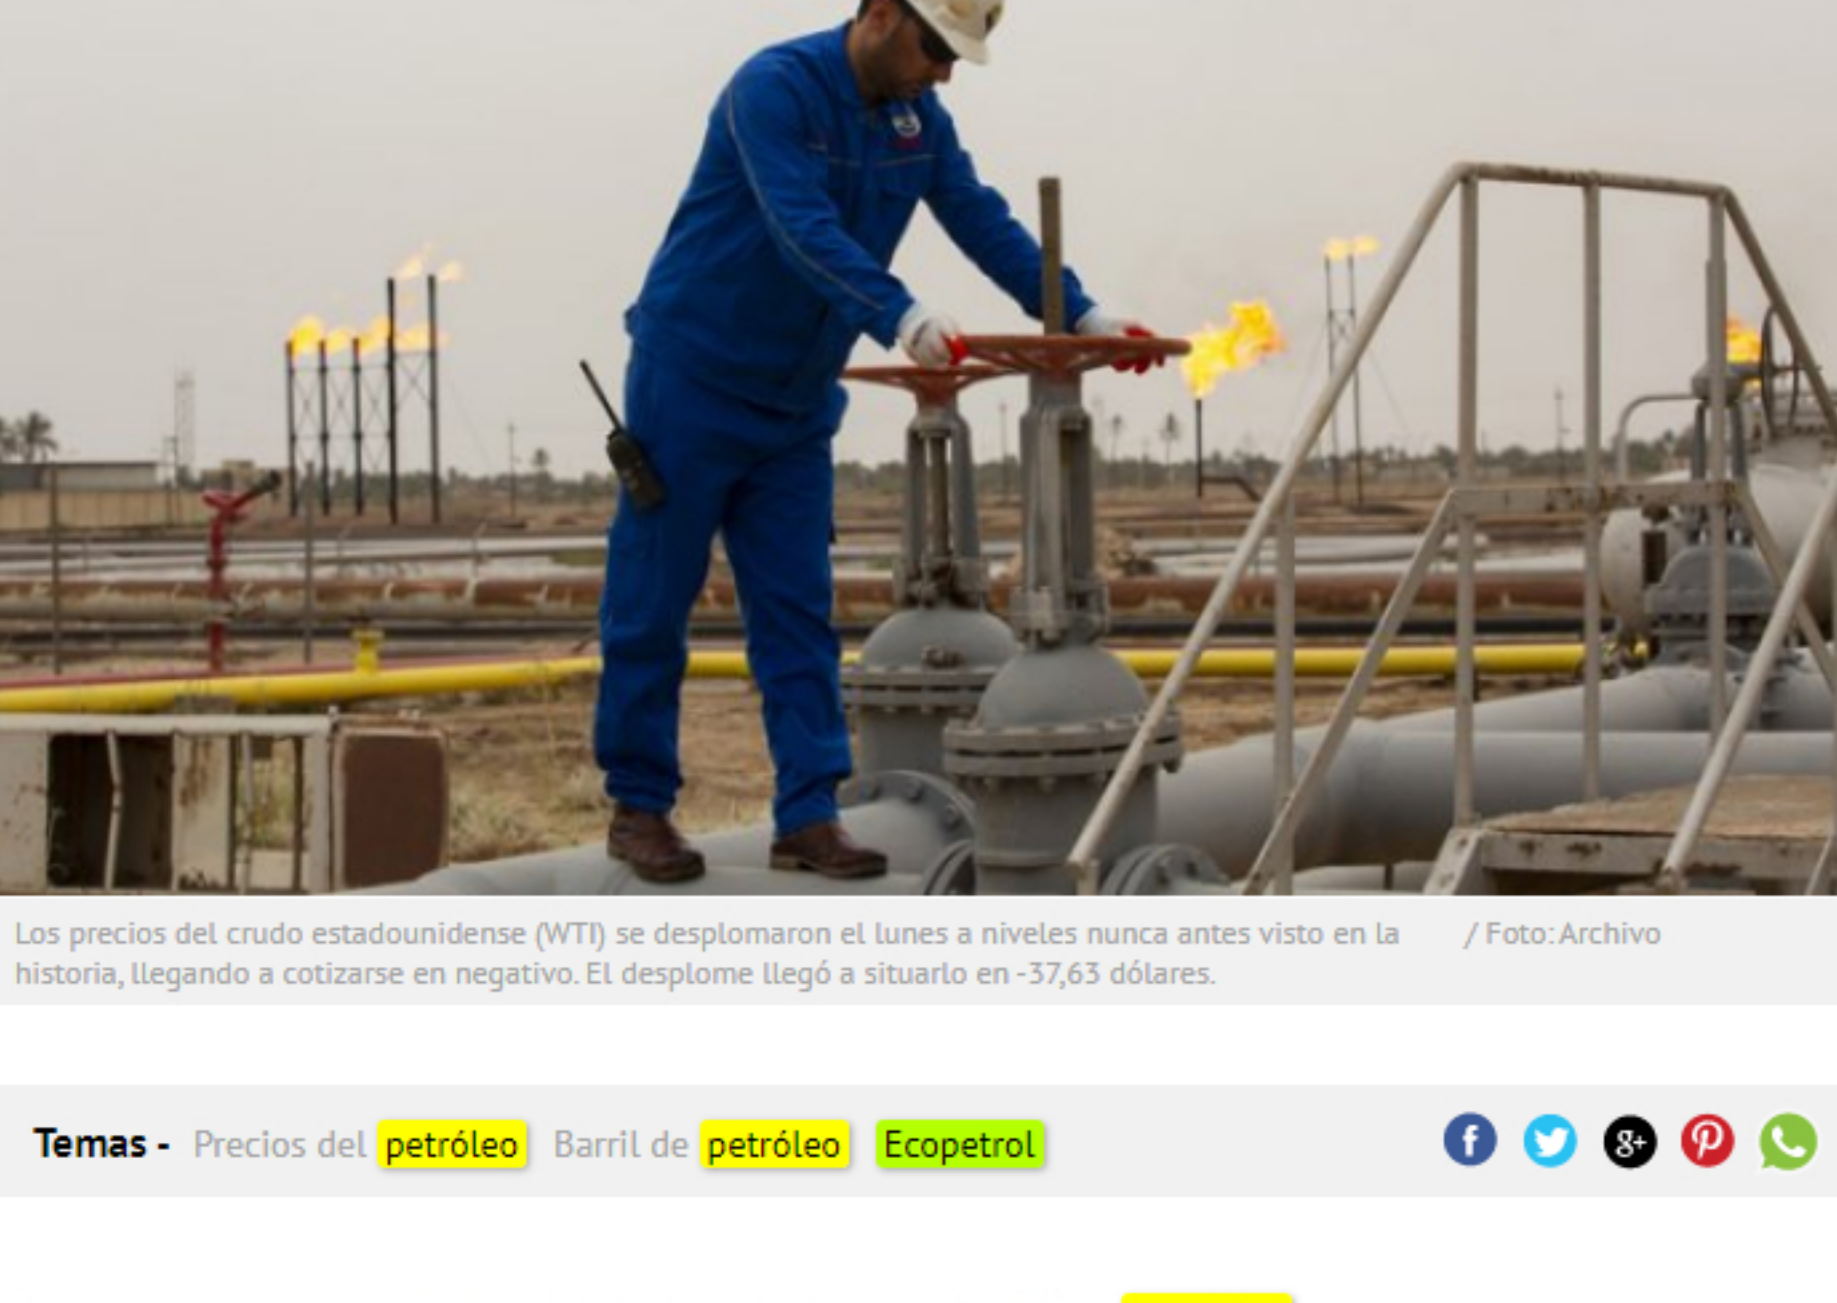 Los precios del crudo estadounidense (WTI) se desplomaron el lunes a niveles nunca antes visto en la
historia, llegando a cotizarse en negativo. El desplome llegó a situarlo en -37,63 dólares.
/ Foto: Archivo
Temas - Precios del petróleo Barril de petróleo Ecopetrol